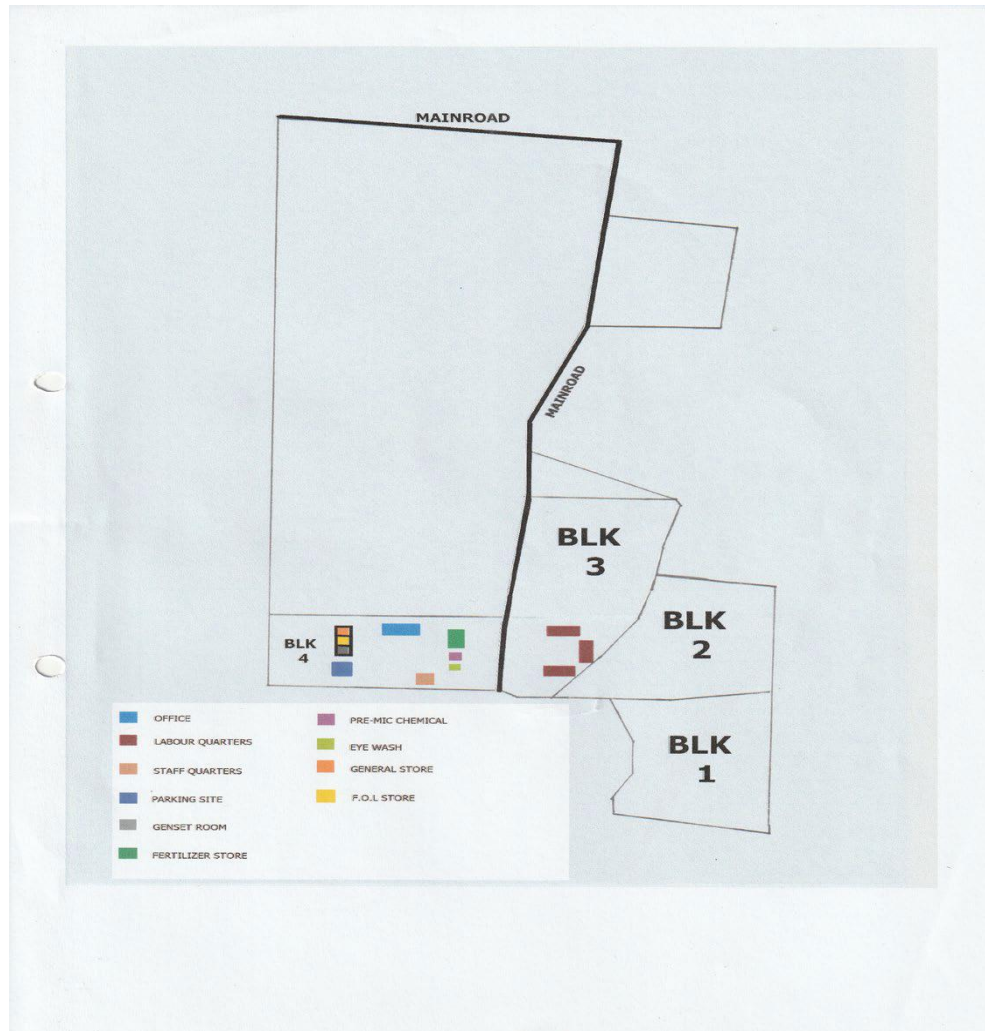 MAINROAD
MAINROAD
BLK
3
BLK
2
BLK
4
BLK
1
OFFICE
LABOUR QUARTERS
STAFF QUARTERS
PARKING SITE
GENSET ROOM
FERTILIZER STORE
PRE-MIC CHEMICAL
EYE WASH
GENERAL STORE
F.O.L STORE